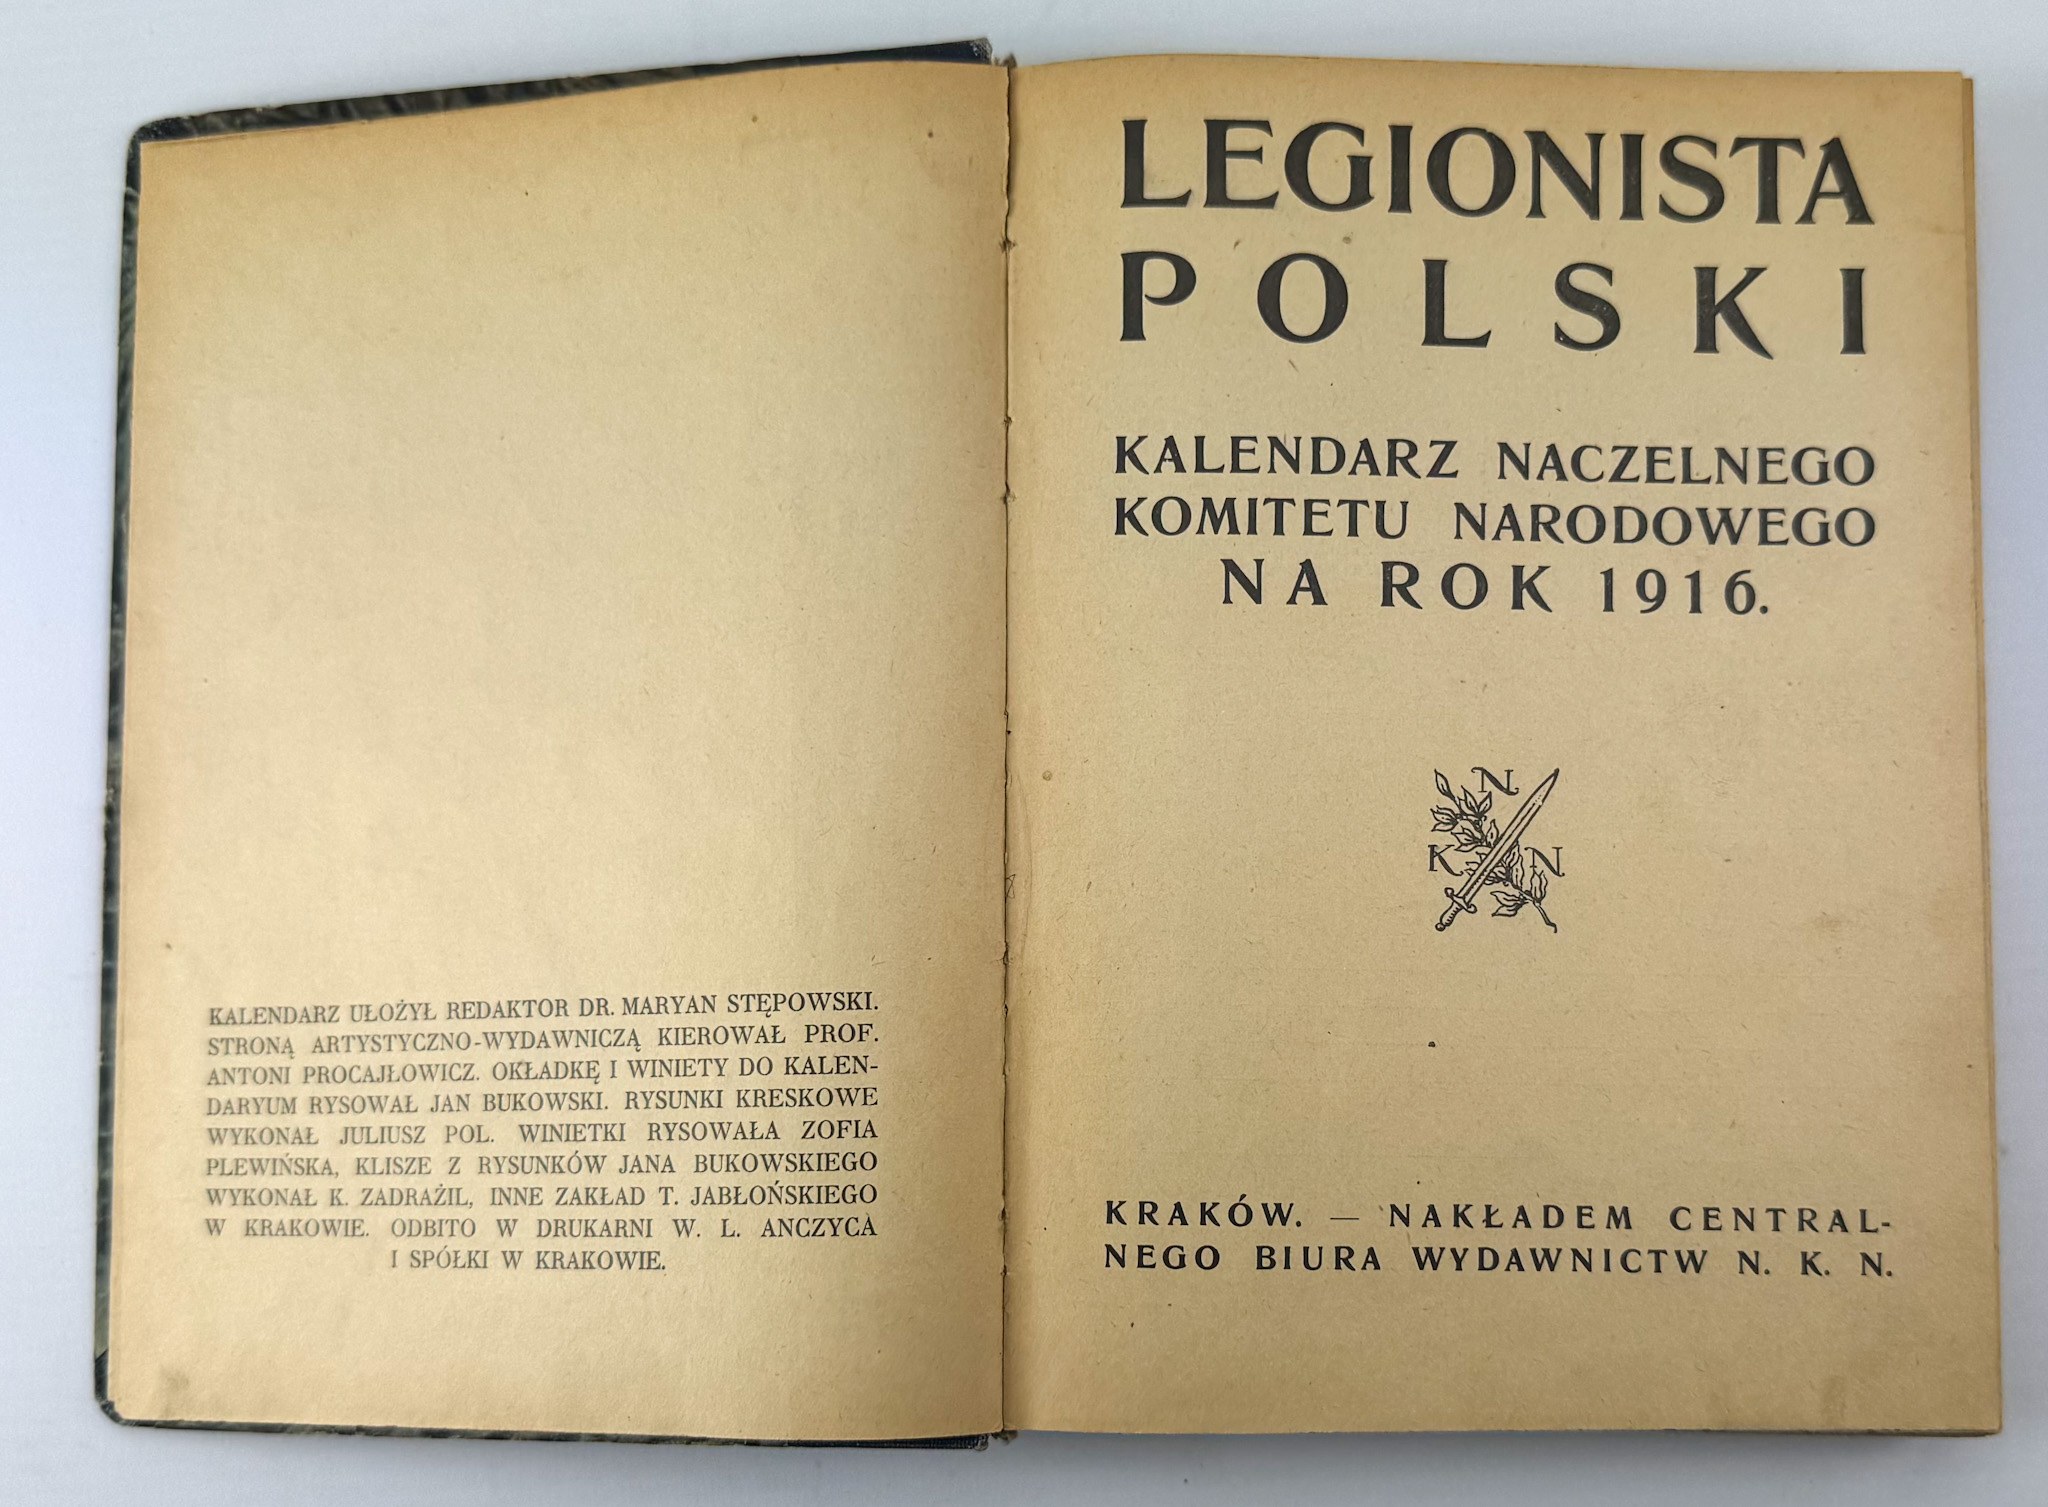 KALENDARZ UŁOŻYŁ REDAKTOR DR. MARYAN STĘPOWSKI.
STRONĄ ARTYSTYCZNO-WYDAWNICZĄ KIEROWAŁ PROF.
ANTONI PROCAJŁOWICZ. OKŁADKĘ I WINIETY DO KALEN-
DARYUM RYSOWAŁ JAN BUKOWSKI. RYSUNKI KRESKOWE
WYKONAŁ JULIUSZ POL. WINIETKI RYSOWAŁA ZOFIA
PLEWIŃSKA, KLISZE Z RYSUNKÓW JANA BUKOWSKIEGO
WYKONAŁ K. ZADRAŻIL, INNE ZAKŁAD T. JABŁOŃSKIEGO
W KRAKOWIE. ODBITO W DRUKARNI W. L. ANCZYCA
I SPÓŁKI W KRAKOWIE.
LEGIONISTA
POLSKI
KALENDARZ NACZELNEGO
KOMITETU NARODOWEGO
NA ROK 1916.
N
K N
KRAKÓW. — NAKŁADEM CENTRAL-
NEGO BIURA WYDAWNICTW N. K. N.